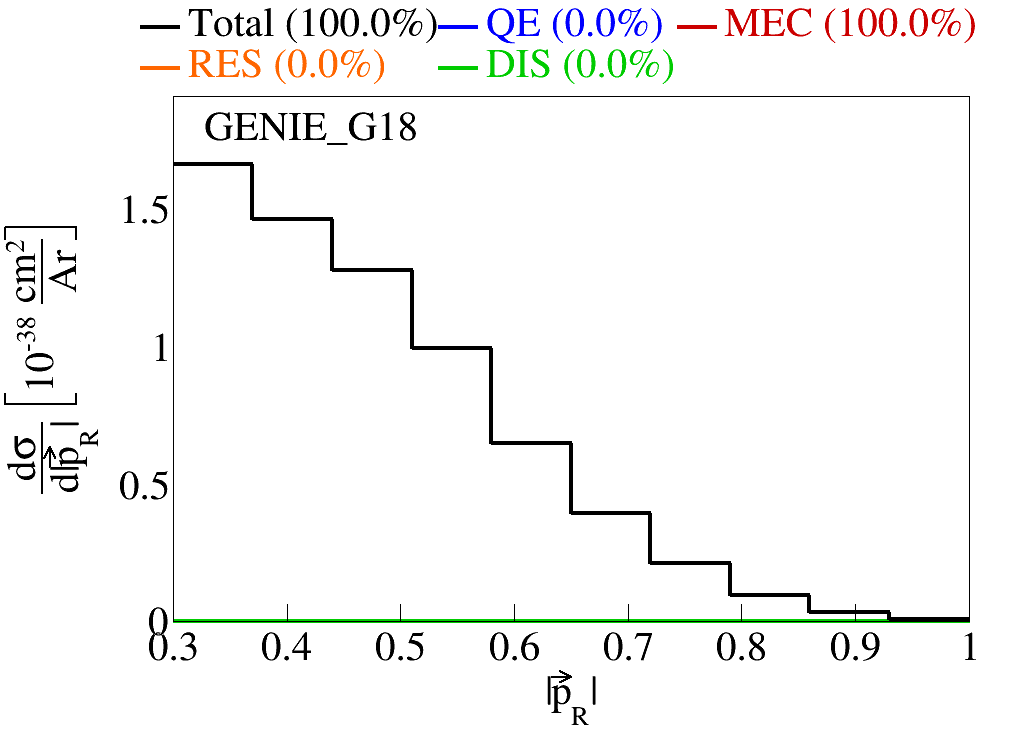 Total (100.0%) QE (0.0%) MEC (100.0%)
RES (0.0%) DIS (0.0%)
GENIE_G18
1.5
1
0.5
0
0.3 0.4 0.5 0.6 0.7 0.8 0.9 1
|p⃗_R|
dσ/d|p⃗_R| [10⁻³⁸ cm²/Ar]